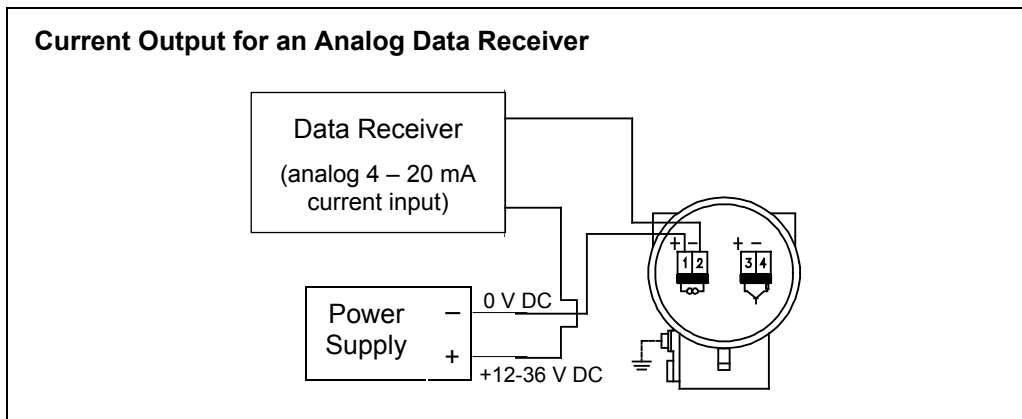 Current Output for an Analog Data Receiver
Data Receiver
(analog 4 – 20 mA
current input)
+ – + –
1 2 3 4
Power
Supply
– 0 V DC
+ +12-36 V DC